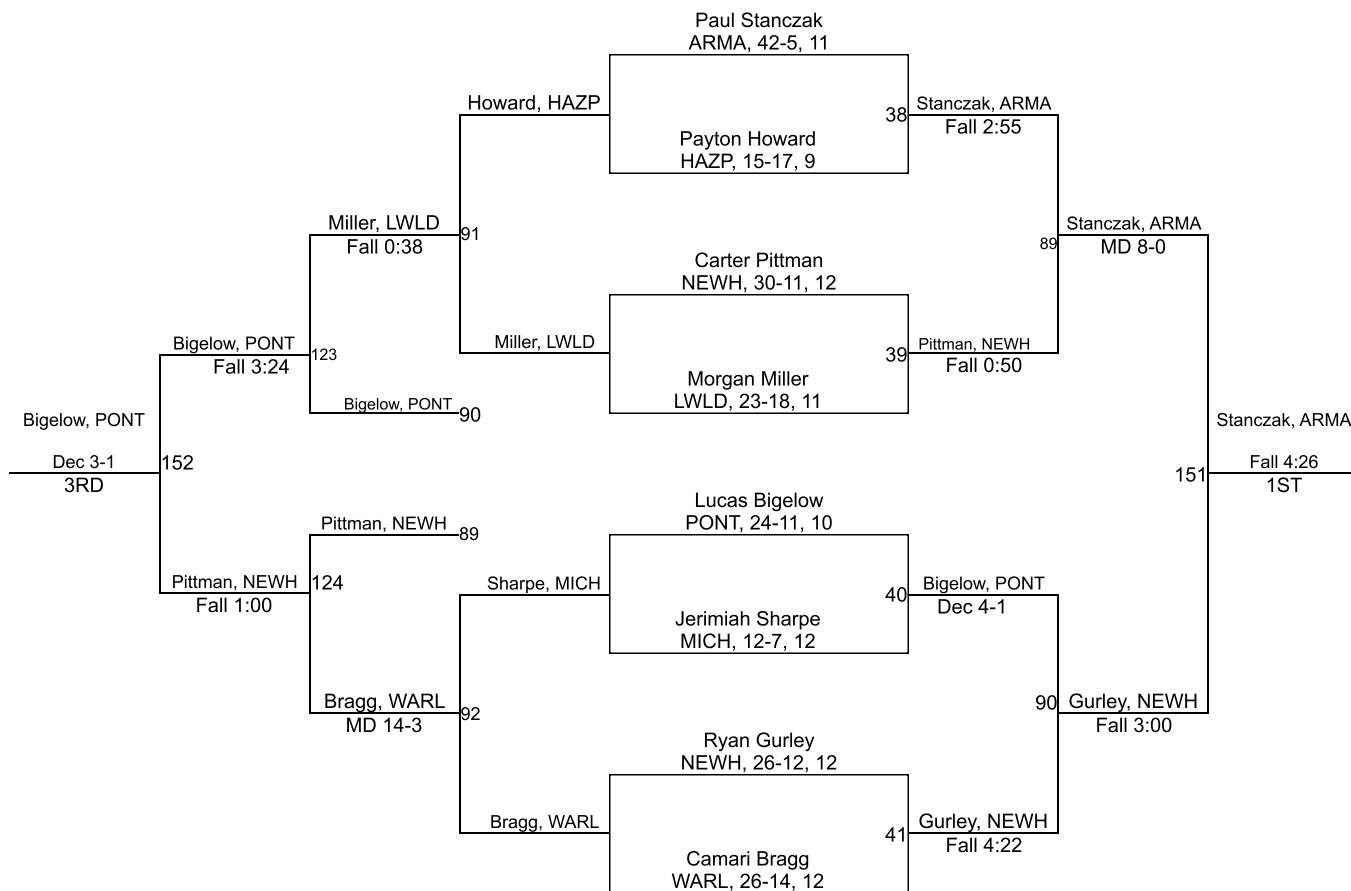 Paul Stanczak
ARMA, 42-5, 11
Howard, HAZP
38
Stanczak, ARMA
Fall 2:55
Payton Howard
HAZP, 15-17, 9
Miller, LWLD
Fall 0:38
91
89
Stanczak, ARMA
MD 8-0
Carter Pittman
NEWH, 30-11, 12
Bigelow, PONT
Fall 3:24
123
Miller, LWLD
39
Pittman, NEWH
Fall 0:50
Morgan Miller
LWLD, 23-18, 11
Bigelow, PONT
90
Bigelow, PONT
Dec 3-1
3RD
152
151
Stanczak, ARMA
Fall 4:26
1ST
Lucas Bigelow
PONT, 24-11, 10
Pittman, NEWH
89
Pittman, NEWH
Fall 1:00
124
Sharpe, MICH
40
Bigelow, PONT
Dec 4-1
Jerimiah Sharpe
MICH, 12-7, 12
Bragg, WARL
MD 14-3
92
90
Gurley, NEWH
Fall 3:00
Ryan Gurley
NEWH, 26-12, 12
Bragg, WARL
41
Gurley, NEWH
Fall 4:22
Camari Bragg
WARL, 26-14, 12